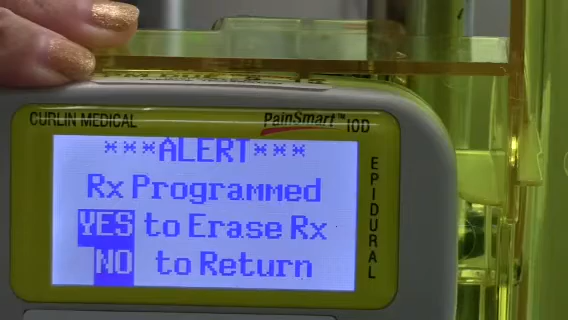 CURLIN MEDICAL
PainSmart™ IOD
***ALERT***
Rx Programmed
YES to Erase Rx
NO to Return
EPIDURAL